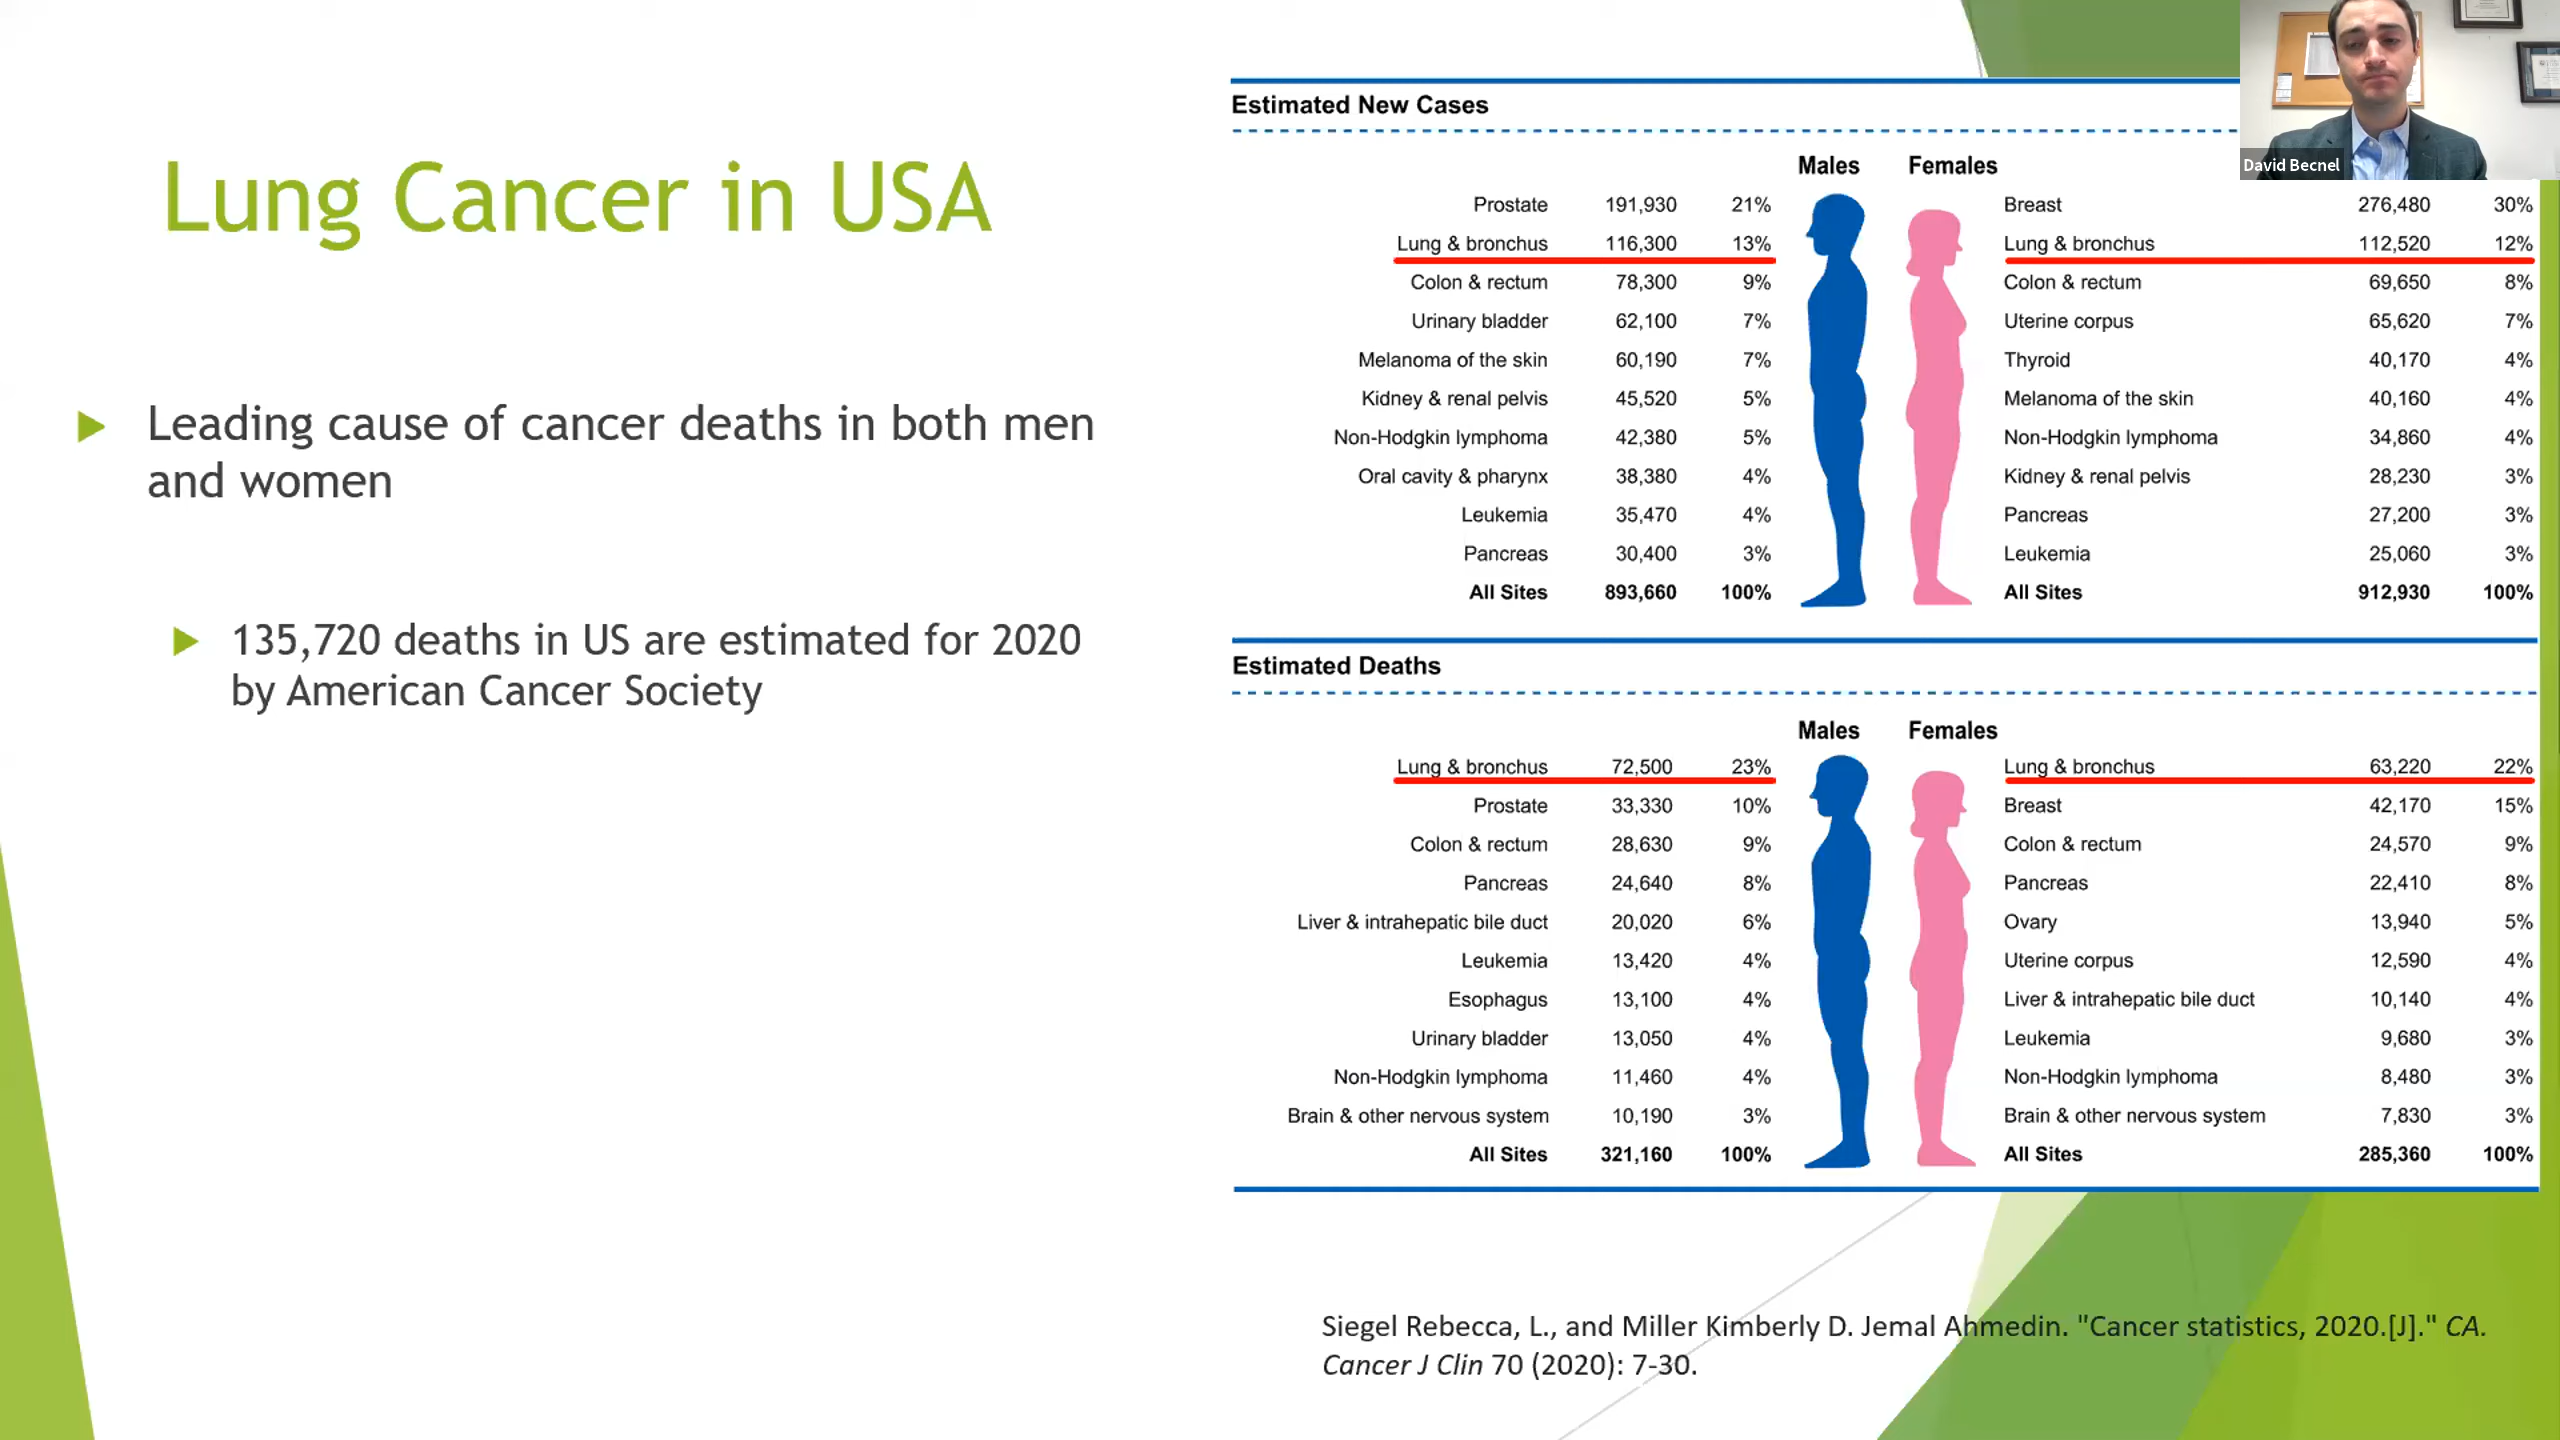 Lung Cancer in USA
Leading cause of cancer deaths in both men
and women
135,720 deaths in US are estimated for 2020
by American Cancer Society
Estimated New Cases
Males Females
Prostate 191,930 21% Breast 276,480 30%
Lung & bronchus 116,300 13% Lung & bronchus 112,520 12%
Colon & rectum 78,300 9% Colon & rectum 69,650 8%
Urinary bladder 62,100 7% Uterine corpus 65,620 7%
Melanoma of the skin 60,190 7% Thyroid 40,170 4%
Kidney & renal pelvis 45,520 5% Melanoma of the skin 40,160 4%
Non-Hodgkin lymphoma 42,380 5% Non-Hodgkin lymphoma 34,860 4%
Oral cavity & pharynx 38,380 4% Kidney & renal pelvis 28,230 3%
Leukemia 35,470 4% Pancreas 27,200 3%
Pancreas 30,400 3% Leukemia 25,060 3%
All Sites 893,660 100% All Sites 912,930 100%
Estimated Deaths
Males Females
Lung & bronchus 72,500 23% Lung & bronchus 63,220 22%
Prostate 33,330 10% Breast 42,170 15%
Colon & rectum 28,630 9% Colon & rectum 24,570 9%
Pancreas 24,640 8% Pancreas 22,410 8%
Liver & intrahepatic bile duct 20,020 6% Ovary 13,940 5%
Leukemia 13,420 4% Uterine corpus 12,590 4%
Esophagus 13,100 4% Liver & intrahepatic bile duct 10,140 4%
Urinary bladder 13,050 4% Leukemia 9,680 3%
Non-Hodgkin lymphoma 11,460 4% Non-Hodgkin lymphoma 8,480 3%
Brain & other nervous system 10,190 3% Brain & other nervous system 7,830 3%
All Sites 321,160 100% All Sites 285,360 100%
Siegel Rebecca, L., and Miller Kimberly D. Jemal Ahmedin. "Cancer statistics, 2020.[J]." CA.
Cancer J Clin 70 (2020): 7-30.
David Becnel